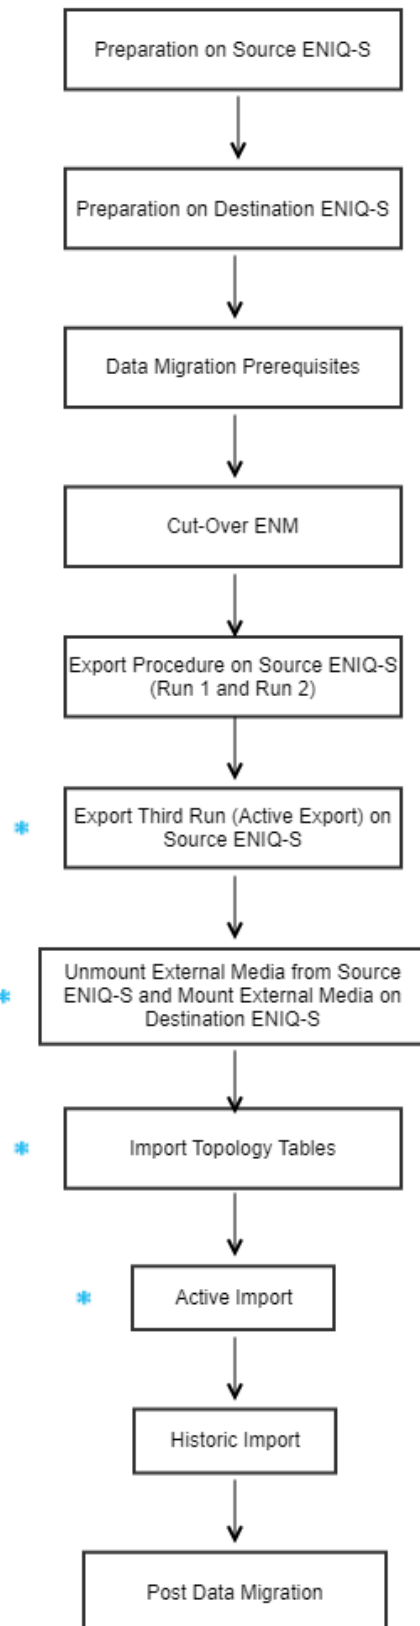 Preparation on Source ENIQ-S
Preparation on Destination ENIQ-S
Data Migration Prerequisites
Cut-Over ENM
Export Procedure on Source ENIQ-S
(Run 1 and Run 2)
Export Third Run (Active Export) on
Source ENIQ-S
Unmount External Media from Source
ENIQ-S and Mount External Media on
Destination ENIQ-S
Import Topology Tables
Active Import
Historic Import
Post Data Migration